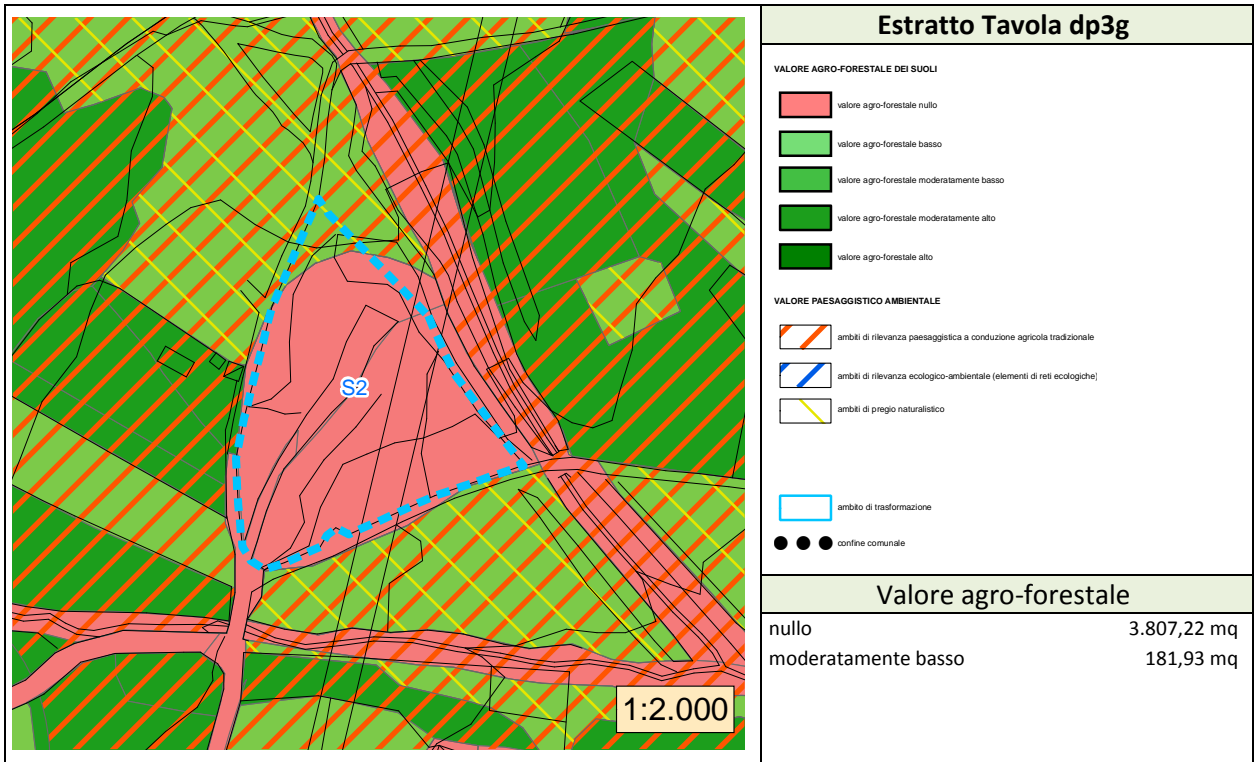 S2
1:2.000
Estratto Tavola dp3g
VALORE AGRO-FORESTALE DEI SUOLI
valore agro-forestale nullo
valore agro-forestale basso
valore agro-forestale moderatamente basso
valore agro-forestale moderatamente alto
valore agro-forestale alto
VALORE PAESAGGISTICO AMBIENTALE
ambiti di rilevanza paesaggistica a conduzione agricola tradizionale
ambiti di rilevanza ecologico-ambientale (elementi di reti ecologiche)
ambiti di pregio naturalistico
ambito di trasformazione
confine comunale
Valore agro-forestale
nullo 3.807,22 mq
moderatamente basso 181,93 mq